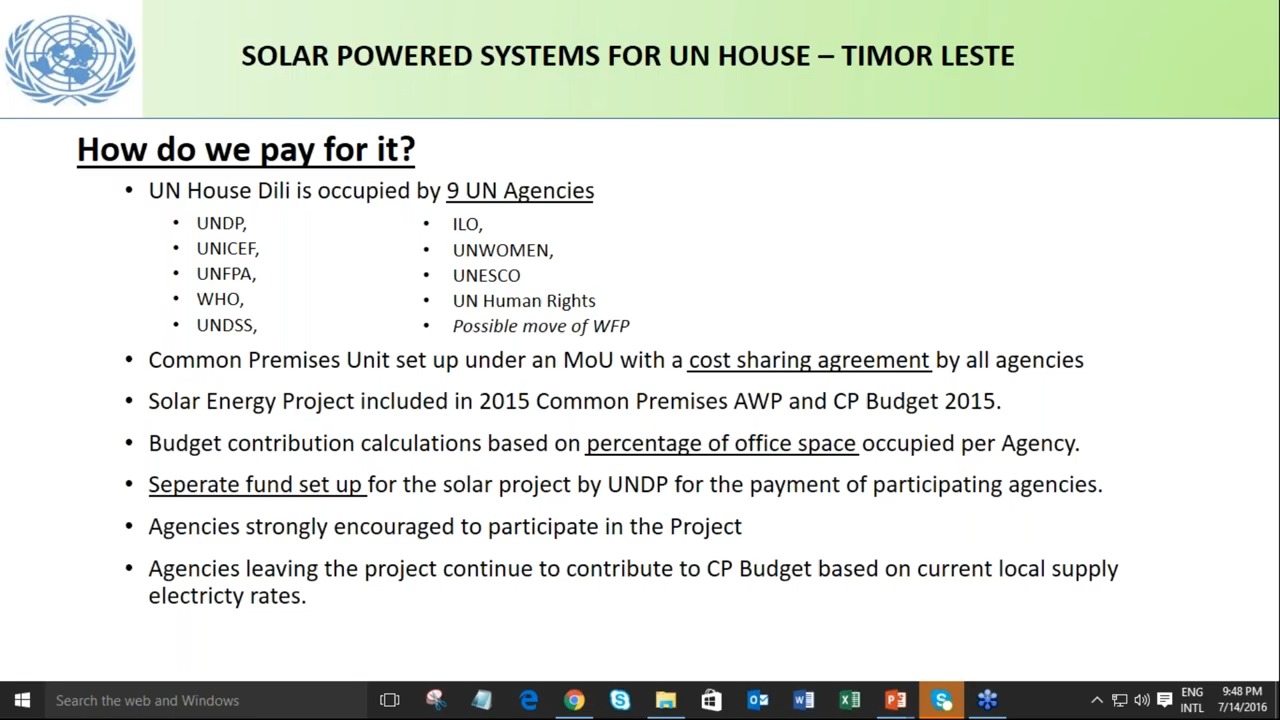 SOLAR POWERED SYSTEMS FOR UN HOUSE – TIMOR LESTE
How do we pay for it?
• UN House Dili is occupied by 9 UN Agencies
• UNDP,
• UNICEF,
• UNFPA,
• WHO,
• UNDSS,
• ILO,
• UNWOMEN,
• UNESCO
• UN Human Rights
• Possible move of WFP
• Common Premises Unit set up under an MoU with a cost sharing agreement by all agencies
• Solar Energy Project included in 2015 Common Premises AWP and CP Budget 2015.
• Budget contribution calculations based on percentage of office space occupied per Agency.
• Seperate fund set up for the solar project by UNDP for the payment of participating agencies.
• Agencies strongly encouraged to participate in the Project
• Agencies leaving the project continue to contribute to CP Budget based on current local supply
electricty rates.
Search the web and Windows
ENG
INTL
9:48 PM
7/14/2016